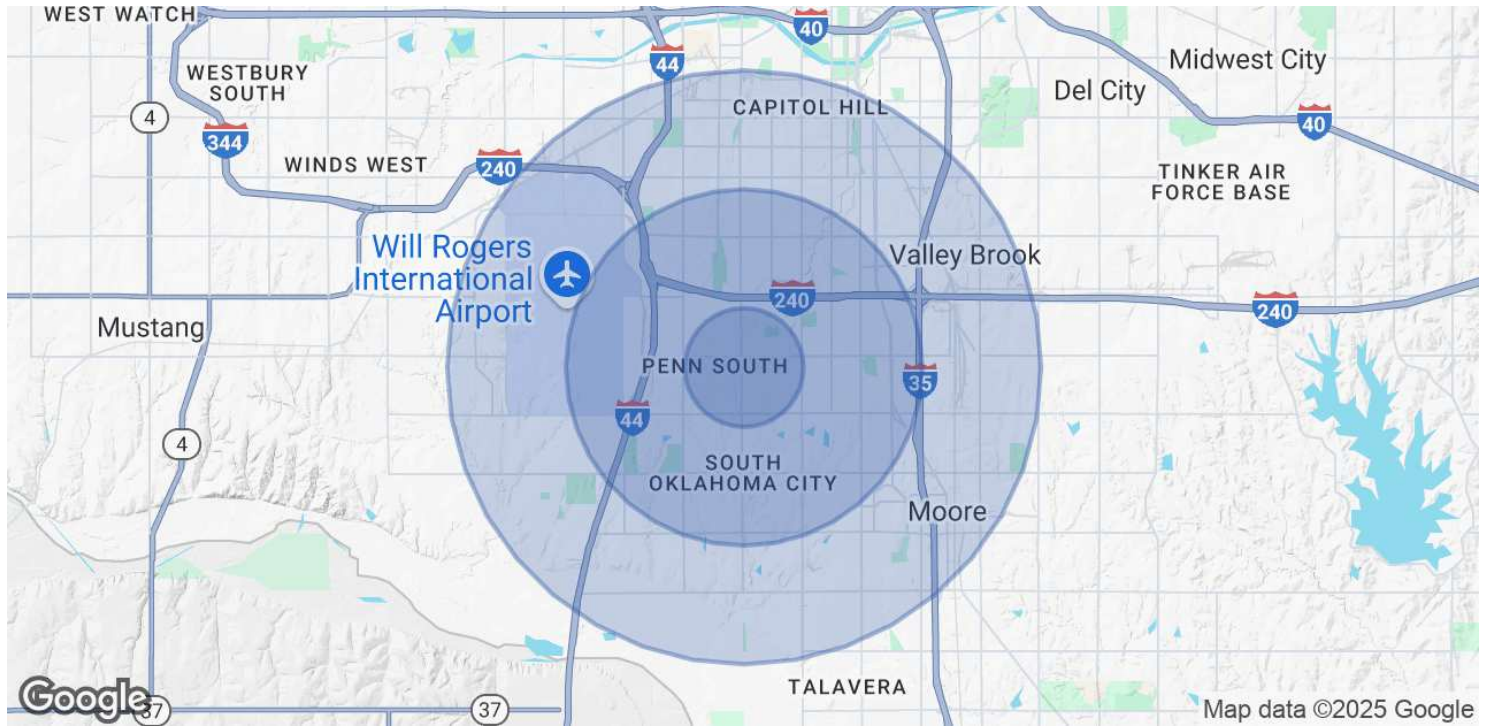 WEST WATCH
40
44
Midwest City
WESTBURY
SOUTH
Del City
CAPITOL HILL
4
40
344
WINDS WEST
240
TINKER AIR
FORCE BASE
Will Rogers
International
Airport
Valley Brook
240
240
Mustang
PENN SOUTH
35
44
4
SOUTH
OKLAHOMA CITY
Moore
TALAVERA
Google
37
37
Map data ©2025 Google